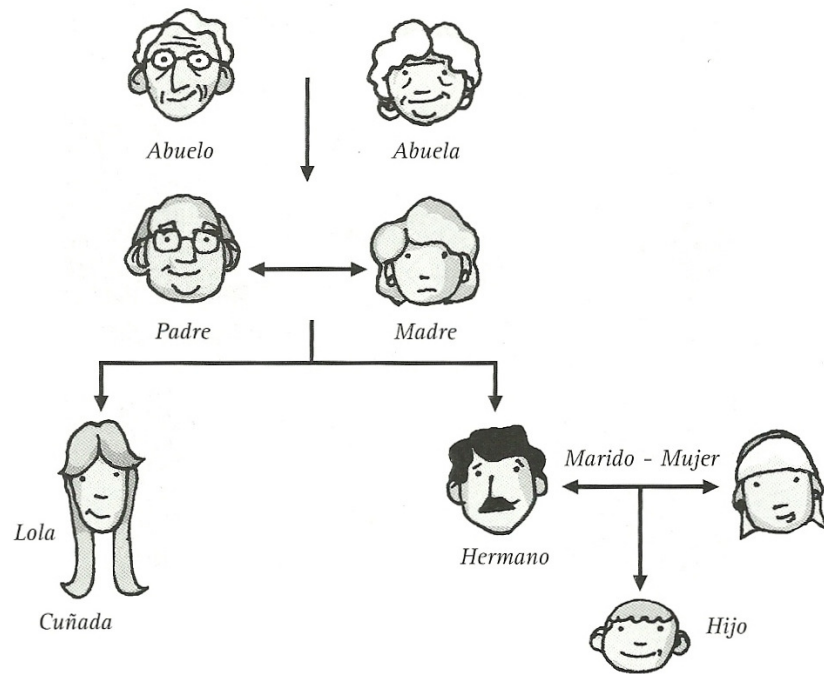 Abuelo
Abuela
Padre
Madre
Marido - Mujer
Lola
Hermano
Cuñada
Hijo